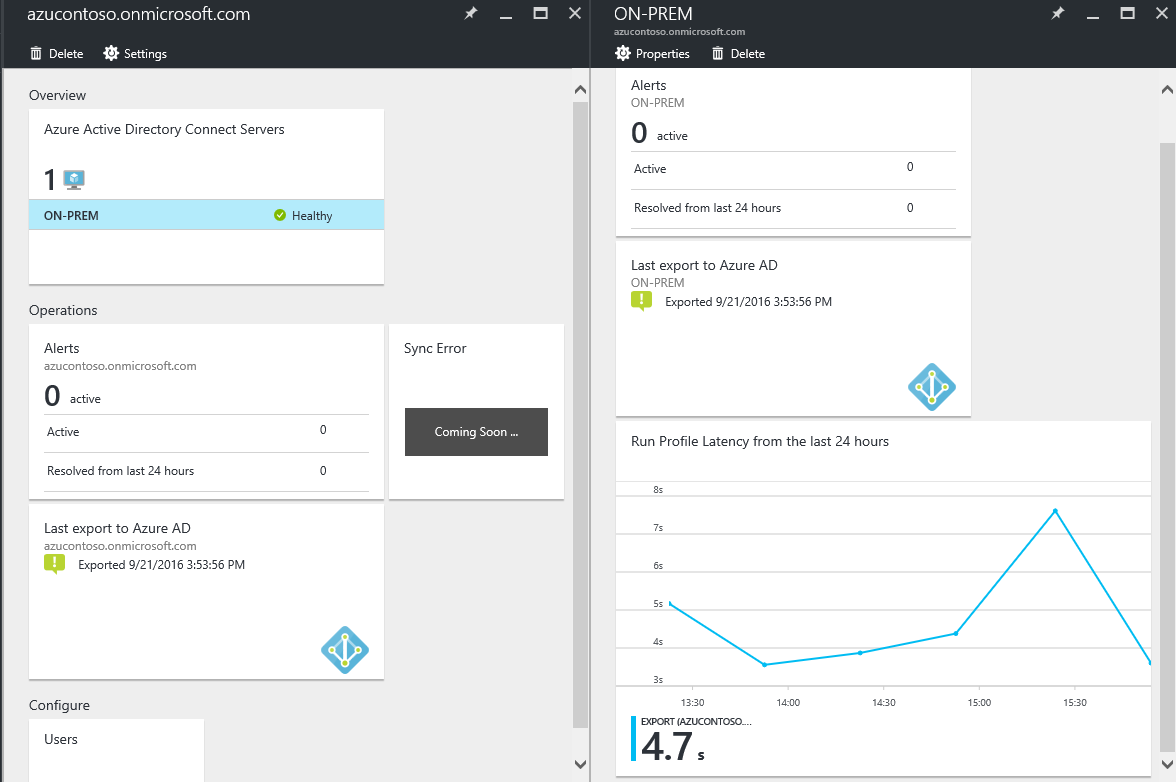 azucontoso.onmicrosoft.com
Delete Settings
Overview
Azure Active Directory Connect Servers
1
ON-PREM Healthy
Operations
Alerts
azucontoso.onmicrosoft.com
0 active
Active 0
Resolved from last 24 hours 0
Sync Error
Coming Soon ...
Last export to Azure AD
azucontoso.onmicrosoft.com
Exported 9/21/2016 3:53:56 PM
Configure
Users
ON-PREM
azucontoso.onmicrosoft.com
Properties Delete
Alerts
ON-PREM
0 active
Active 0
Resolved from last 24 hours 0
Last export to Azure AD
ON-PREM
Exported 9/21/2016 3:53:56 PM
Run Profile Latency from the last 24 hours
8s
7s
6s
5s
4s
3s
13:30 14:00 14:30 15:00 15:30
EXPORT (AZUCONTOSO....
4.7 s